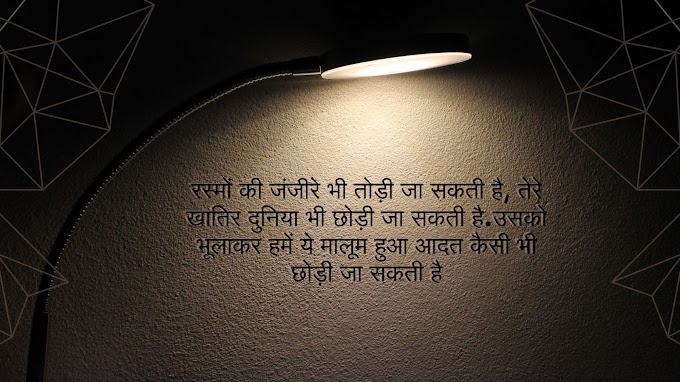 रस्मों की जंजीरे भी तोड़ी जा सकती है, तेरे
खातिर दुनिया भी छोड़ी जा सकती है.उसको
भूलाकर हमें ये मालूम हुआ आदत कैसी भी
छोड़ी जा सकती है